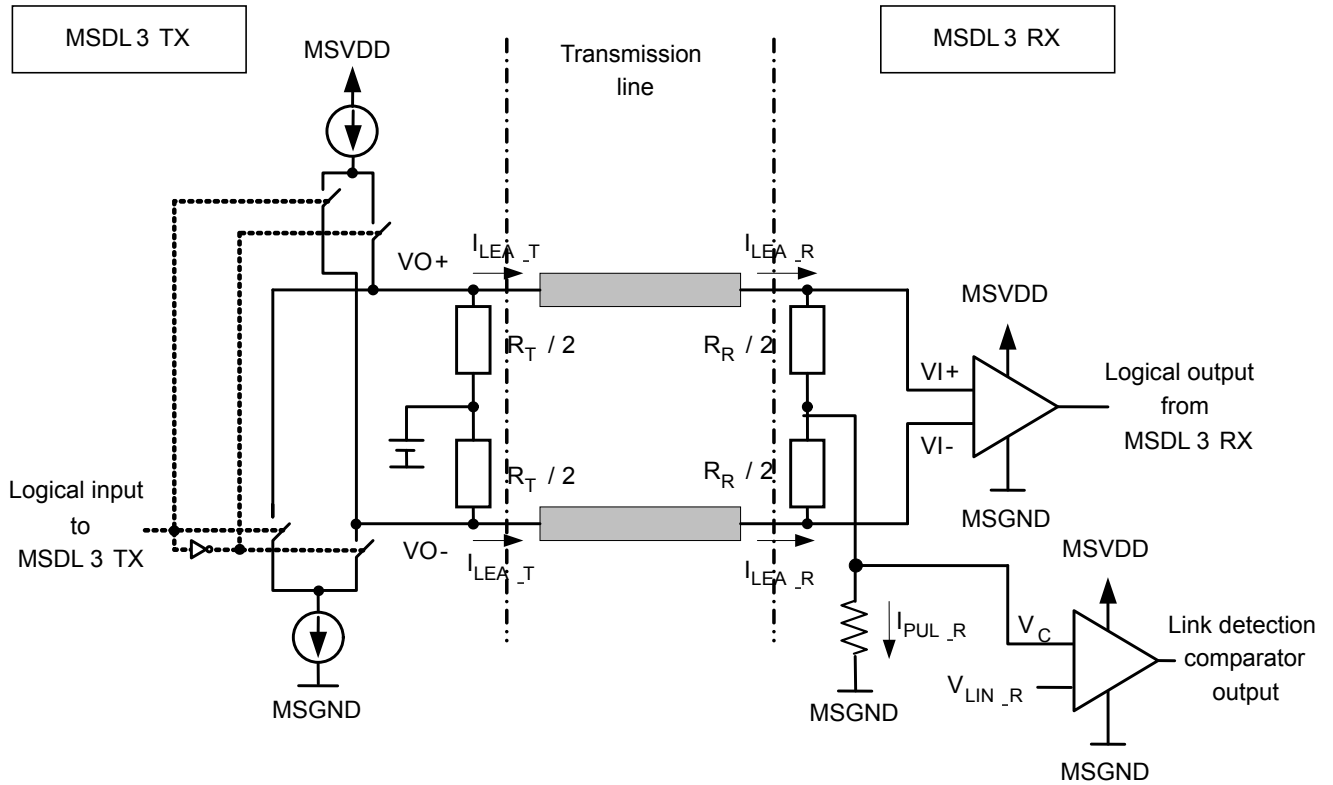 MSDL 3 TX
MSVDD
Transmission
line
MSDL 3 RX
VO+
I_LEA_T
I_LEA_R
R_T / 2
R_R / 2
MSVDD
VI+
VI-
Logical output
from
MSDL 3 RX
MSGND
R_T / 2
R_R / 2
Logical input
to
MSDL 3 TX
VO-
I_LEA_T
I_LEA_R
MSGND
I_PUL_R
MSGND
MSVDD
V_C
V_LIN_R
Link detection
comparator
output
MSGND